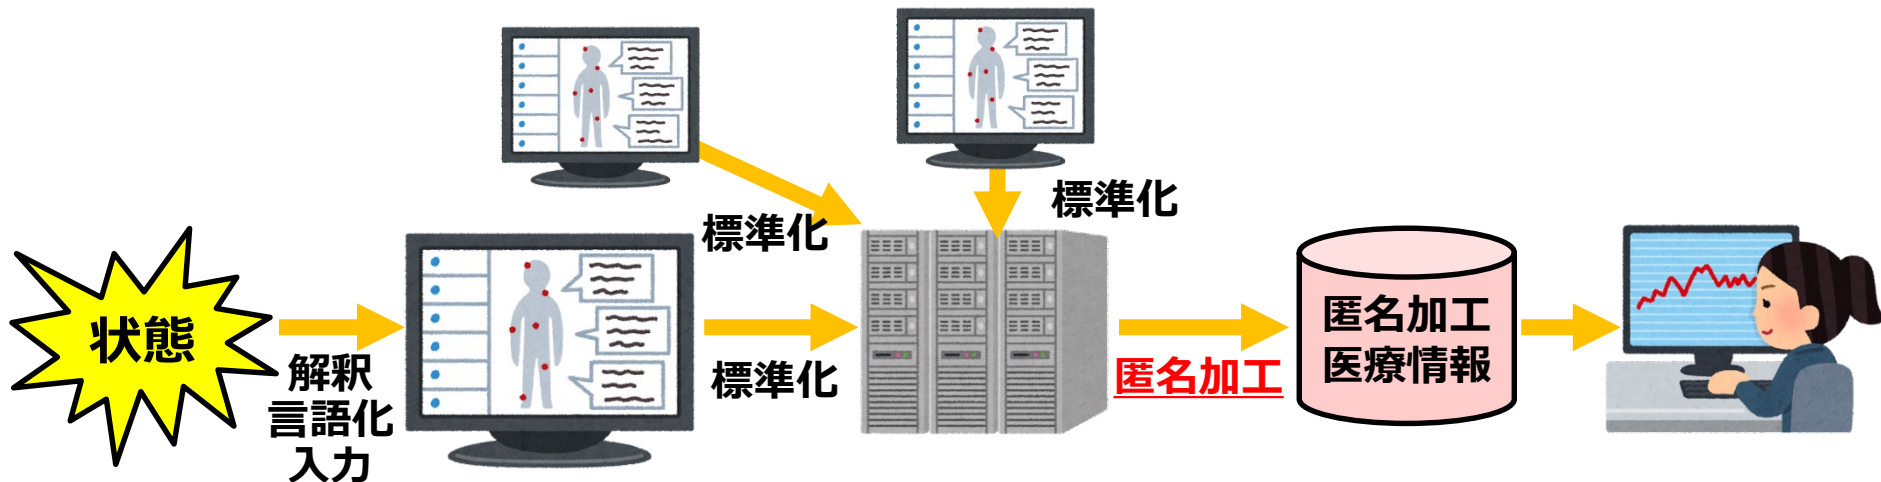 状態
解釈
言語化
入力
標準化
標準化
標準化
匿名加工
匿名加工
医療情報